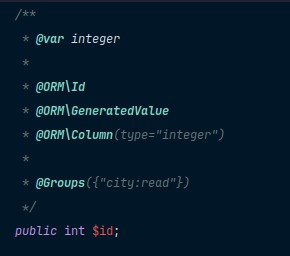 /**
 * @var integer
 *
 * @ORM\Id
 * @ORM\GeneratedValue
 * @ORM\Column(type="integer")
 *
 * @Groups({"city:read"})
 */
public int $id;